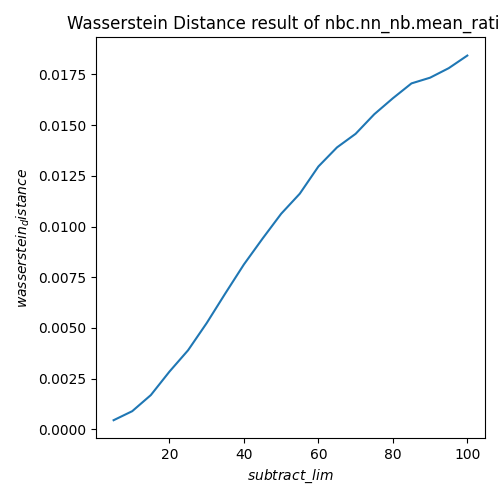 Wasserstein Distance result of nbc.nn_nb.mean_rati
0.0175
0.0150
0.0125
0.0100
0.0075
0.0050
0.0025
0.0000
wasserstein_distance
20 40 60 80 100
subtract_lim